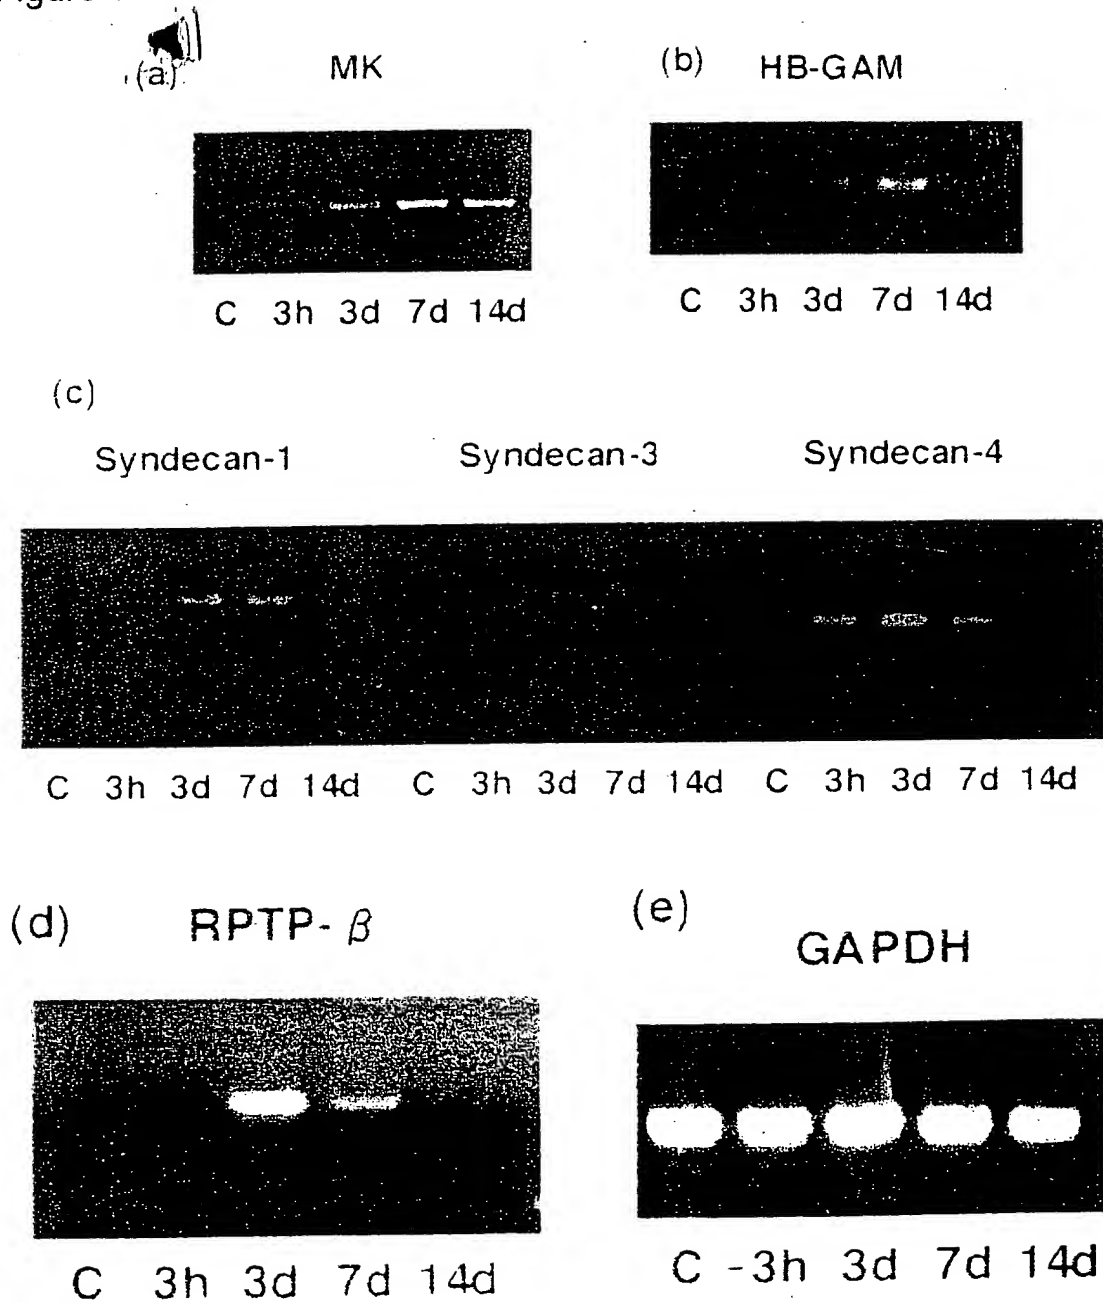 (a)
MK
(b)
HB-GAM
C 3h 3d 7d 14d
C 3h 3d 7d 14d
(c)
Syndecan-1
Syndecan-3
Syndecan-4
C 3h 3d 7d 14d C 3h 3d 7d 14d C 3h 3d 7d 14d
(d)
RPTP-β
(e)
GAPDH
C 3h 3d 7d 14d
C -3h 3d 7d 14d